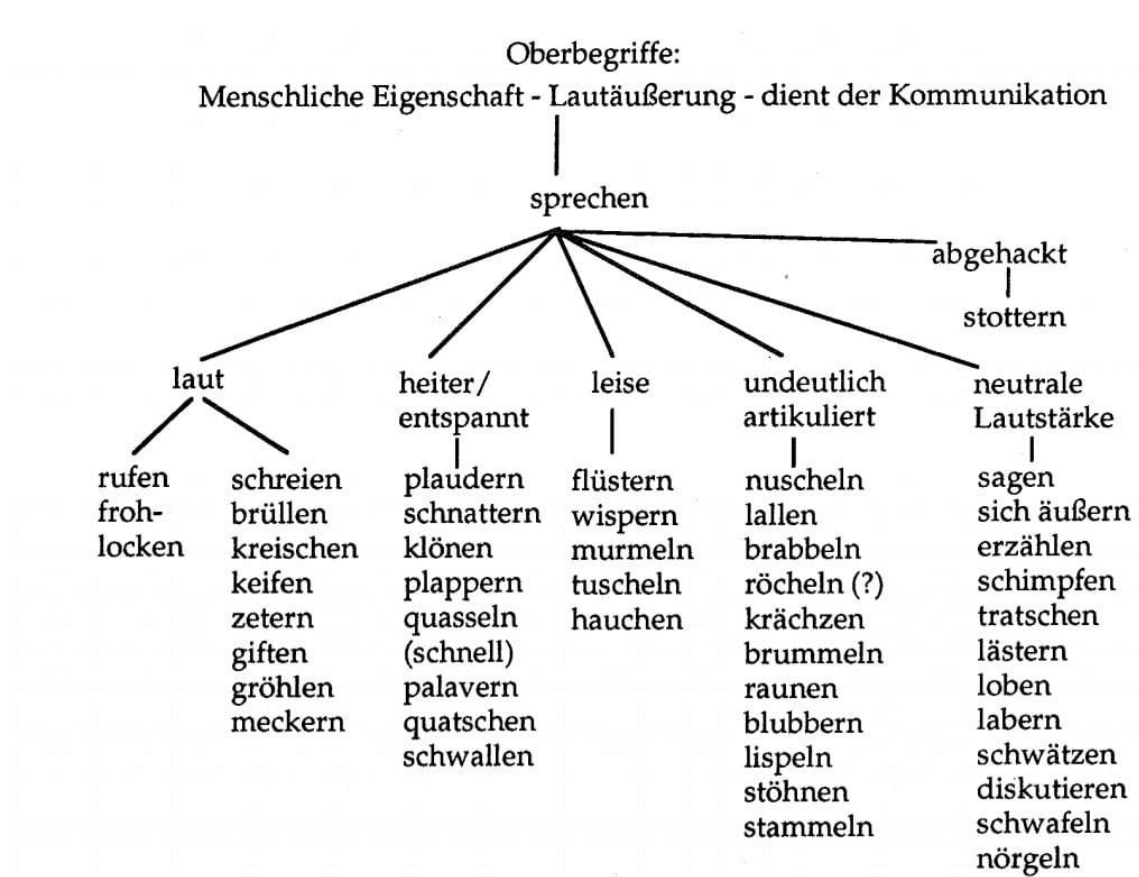 Oberbegriffe:
Menschliche Eigenschaft - Lautäußerung - dient der Kommunikation
sprechen
abgehackt
stottern
laut
rufen
froh-
locken
schreien
brüllen
kreischen
keifen
zetern
giften
gröhlen
meckern
heiter/
entspannt
plaudern
schnattern
klönen
plappern
quasseln
(schnell)
palavern
quatschen
schwallen
leise
flüstern
wispern
murmeln
tuscheln
hauchen
undeutlich
artikuliert
nuscheln
lallen
brabbeln
röcheln (?)
krächzen
brummeln
raunen
blubbern
lispeln
stöhnen
stammeln
neutrale
Lautstärke
sagen
sich äußern
erzählen
schimpfen
tratschen
lästern
loben
labern
schwätzen
diskutieren
schwafeln
nörgeln